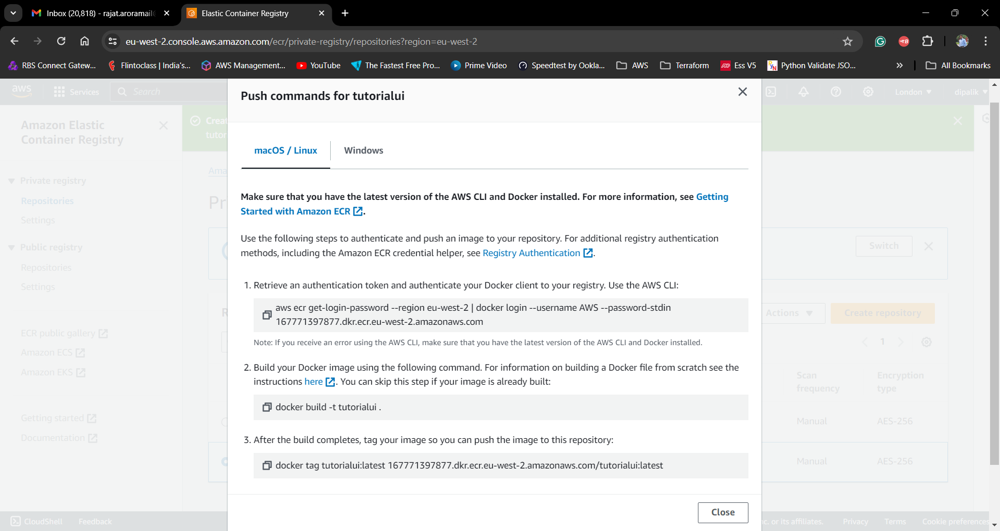 Inbox (20,818) - rajat.aroramail
Elastic Container Registry
eu-west-2.console.aws.amazon.com/ecr/private-registry/repositories?region=eu-west-2
RBS Connect Gatew...
Flintoclass | India's...
AWS Management...
YouTube
The Fastest Free Pro...
Prime Video
Speedtest by Ookla...
AWS
Terraform
Ess V5
Python Validate JSO...
All Bookmarks
aws
Services
Search
London
dipalik
Push commands for tutorialui
Amazon Elastic
Container Registry
Private registry
Repositories
Settings
Public registry
Repositories
Settings
ECR public gallery
Amazon ECS
Amazon EKS
Getting started
Documentation
macOS / Linux
Windows
Make sure that you have the latest version of the AWS CLI and Docker installed. For more information, see Getting
Started with Amazon ECR.
Use the following steps to authenticate and push an image to your repository. For additional registry authentication
methods, including the Amazon ECR credential helper, see Registry Authentication.
1. Retrieve an authentication token and authenticate your Docker client to your registry. Use the AWS CLI:
aws ecr get-login-password --region eu-west-2 | docker login --username AWS --password-stdin
167771397877.dkr.ecr.eu-west-2.amazonaws.com
Note: If you receive an error using the AWS CLI, make sure that you have the latest version of the AWS CLI and Docker installed.
2. Build your Docker image using the following command. For information on building a Docker file from scratch see the
instructions here. You can skip this step if your image is already built:
docker build -t tutorialui .
3. After the build completes, tag your image so you can push the image to this repository:
docker tag tutorialui:latest 167771397877.dkr.ecr.eu-west-2.amazonaws.com/tutorialui:latest
Close
Switch
Actions
Create repository
1
Scan
frequency
Encryption
type
Manual
AES-256
Manual
AES-256
CloudShell
Feedback
or its affiliates.
Privacy
Terms
Cookie preferences